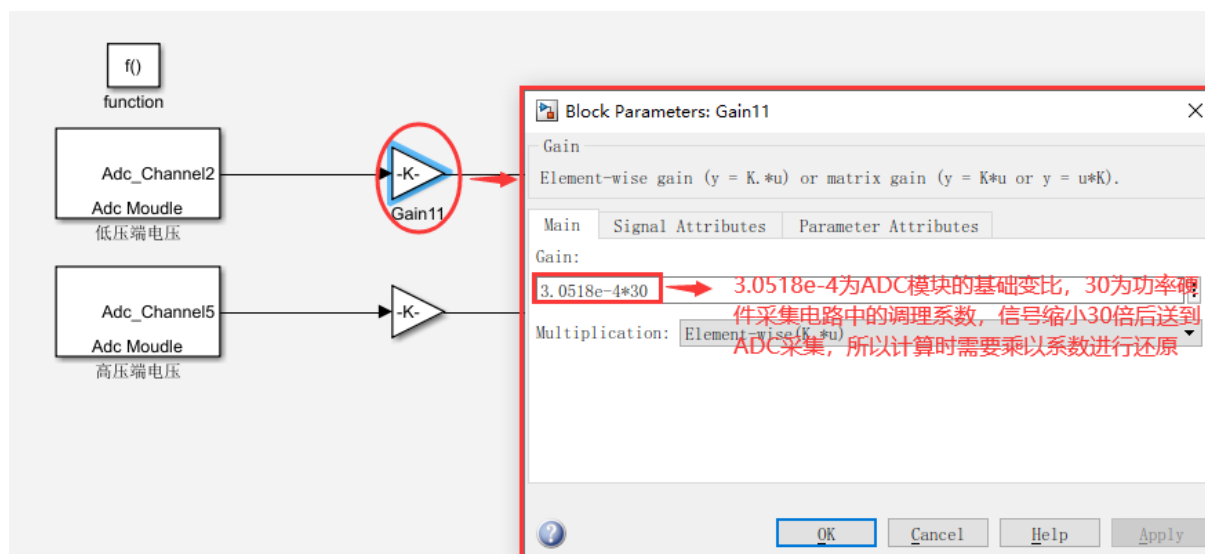 f()
function
Adc_Channel2
Adc Moudle
低压端电压
-K-
Gain11
Adc_Channel5
Adc Moudle
高压端电压
-K-
Block Parameters: Gain11
Gain
Element-wise gain (y = K.*u) or matrix gain (y = K*u or y = u*K).
Main Signal Attributes Parameter Attributes
Gain:
3.0518e-4*30
3.0518e-4为ADC模块的基础变比，30为功率硬
件采集电路中的调理系数，信号缩小30倍后送到
ADC采集，所以计算时需要乘以系数进行还原
Multiplication: Element-wise(K.*u)
OK Cancel Help Apply